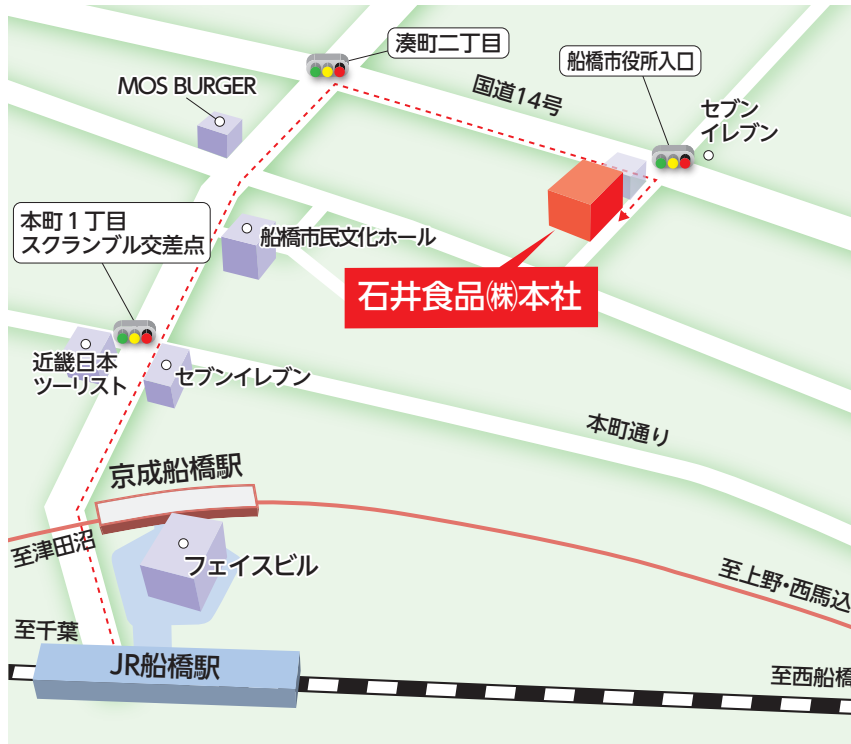 湊町二丁目
船橋市役所入口
MOS BURGER
国道14号
セブン
イレブン
本町1丁目
スクランブル交差点
船橋市民文化ホール
石井食品㈱本社
近畿日本
ツーリスト
セブンイレブン
本町通り
京成船橋駅
至津田沼
フェイスビル
至上野・西馬込
至千葉
JR船橋駅
至西船橋